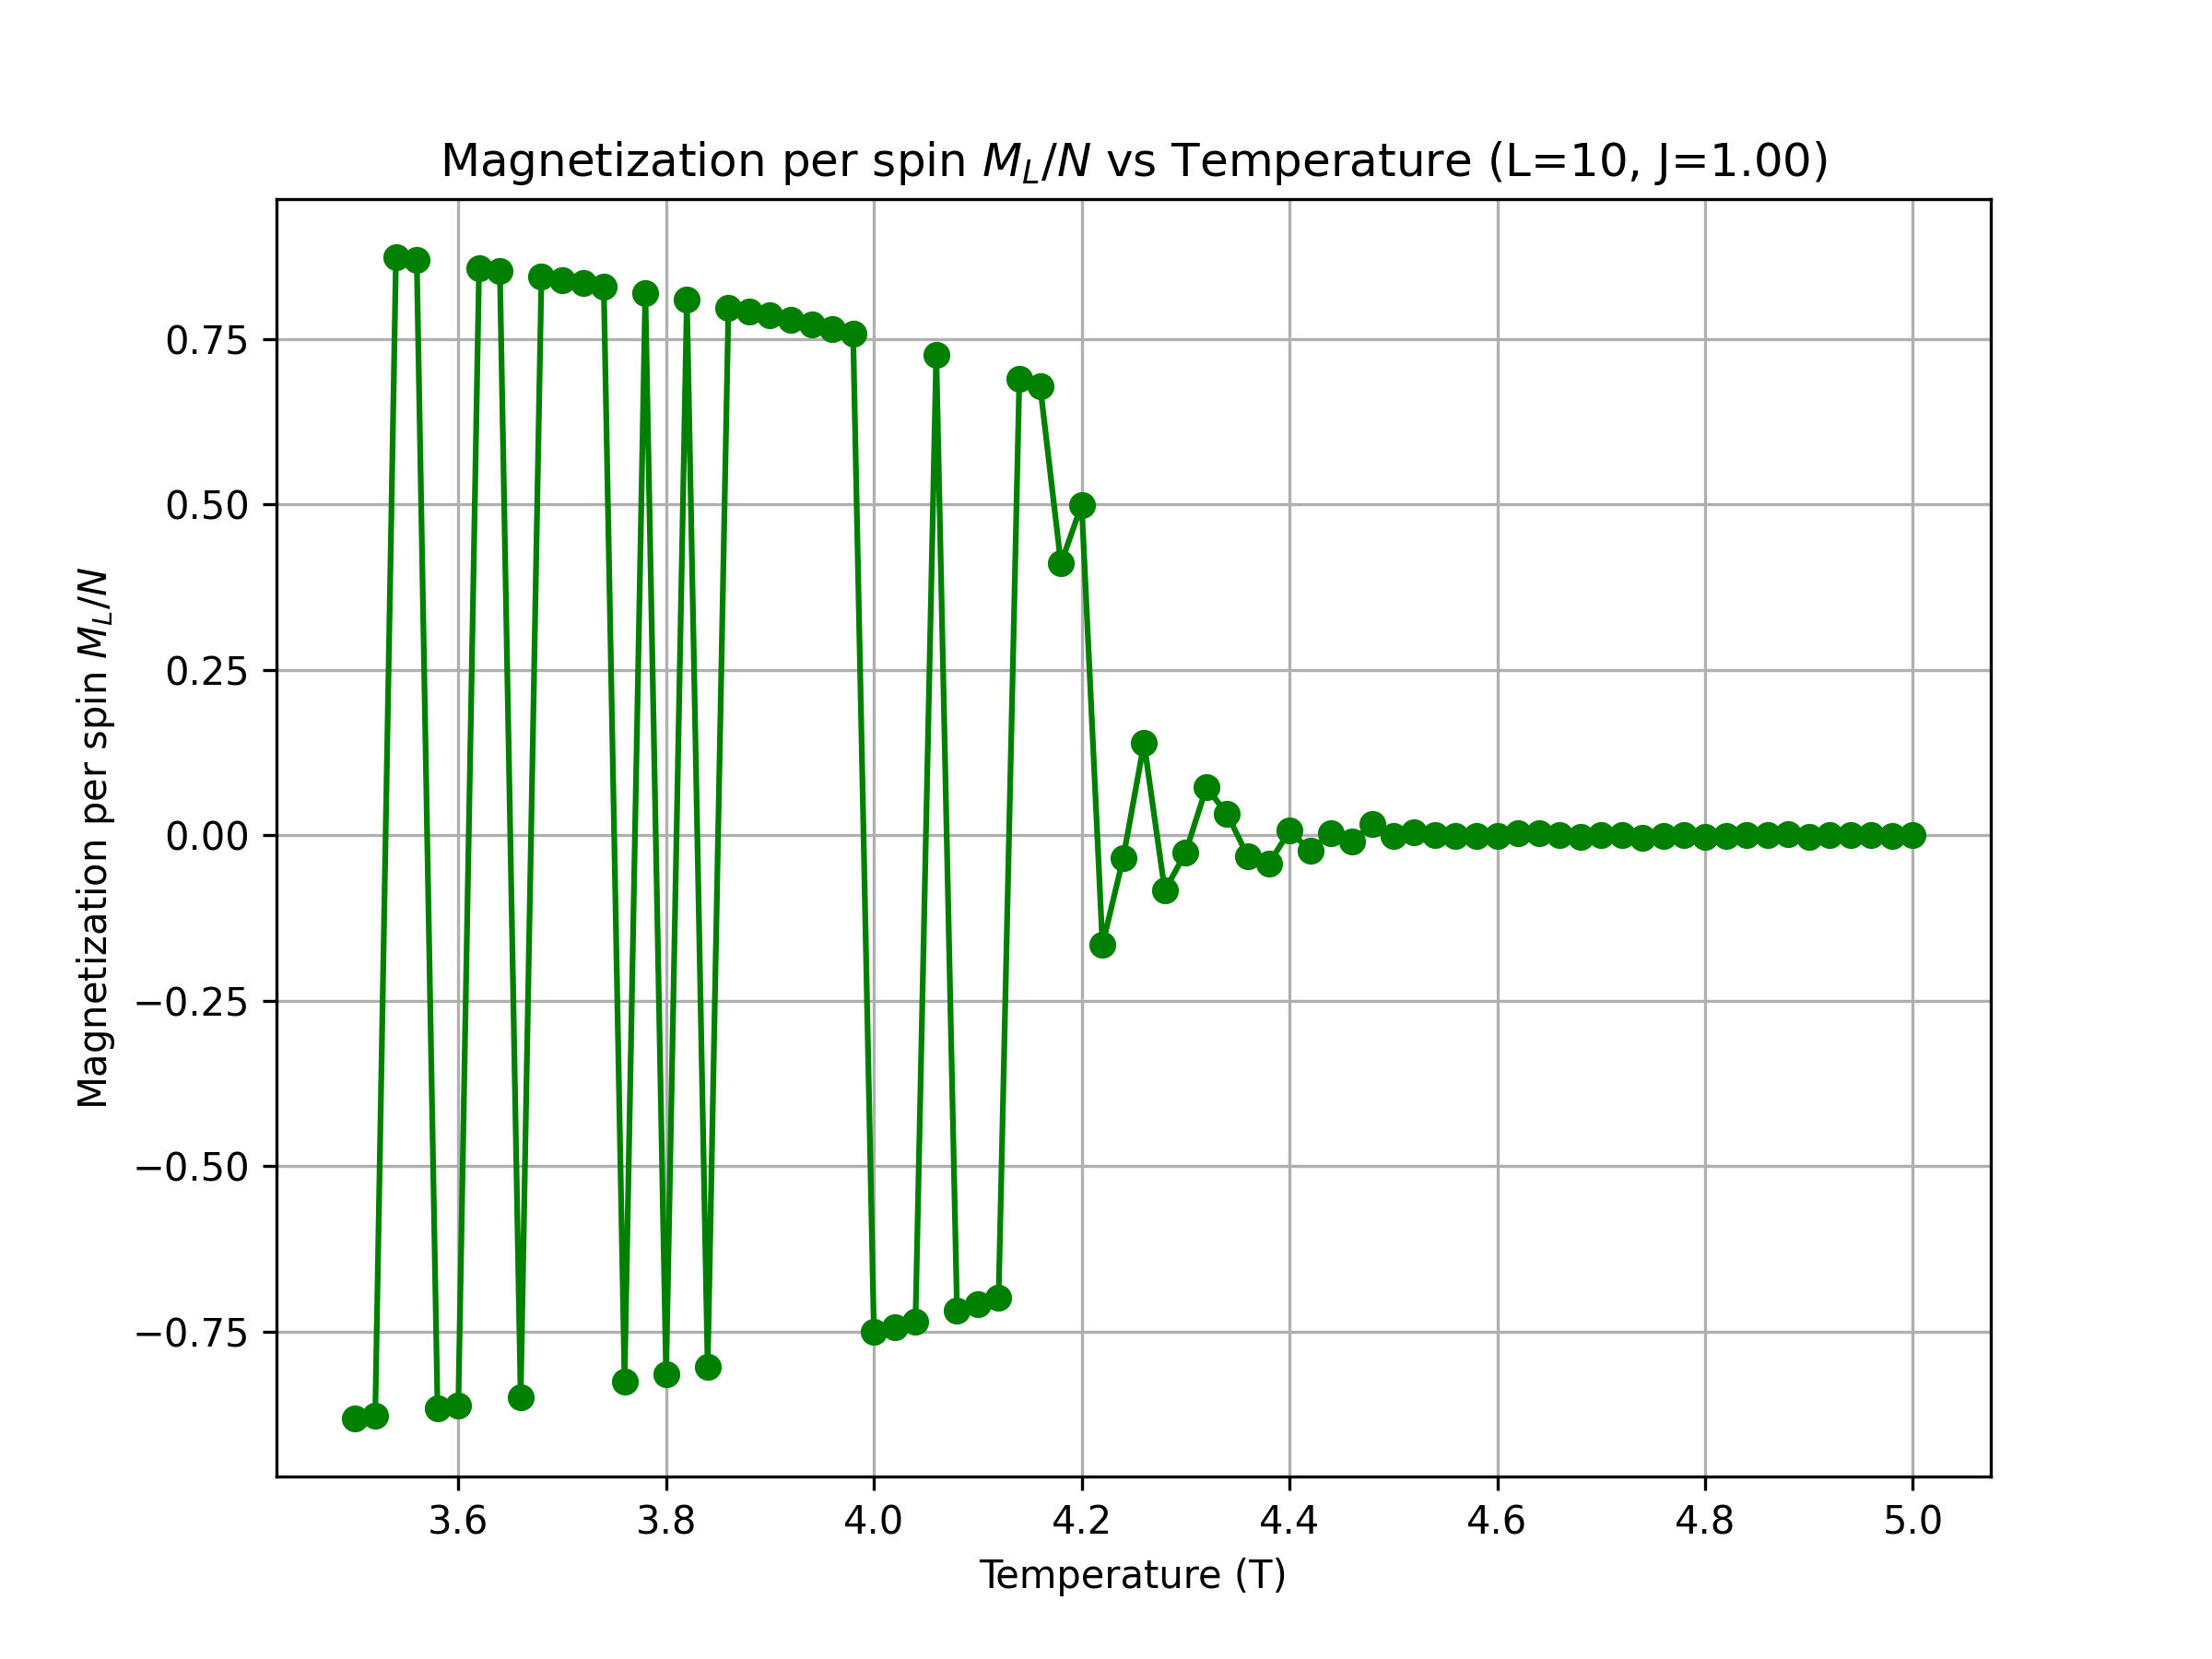 Magnetization per spin M_L/N vs Temperature (L=10, J=1.00)
Magnetization per spin M_L/N
0.75
0.50
0.25
0.00
−0.25
−0.50
−0.75
3.6 3.8 4.0 4.2 4.4 4.6 4.8 5.0
Temperature (T)